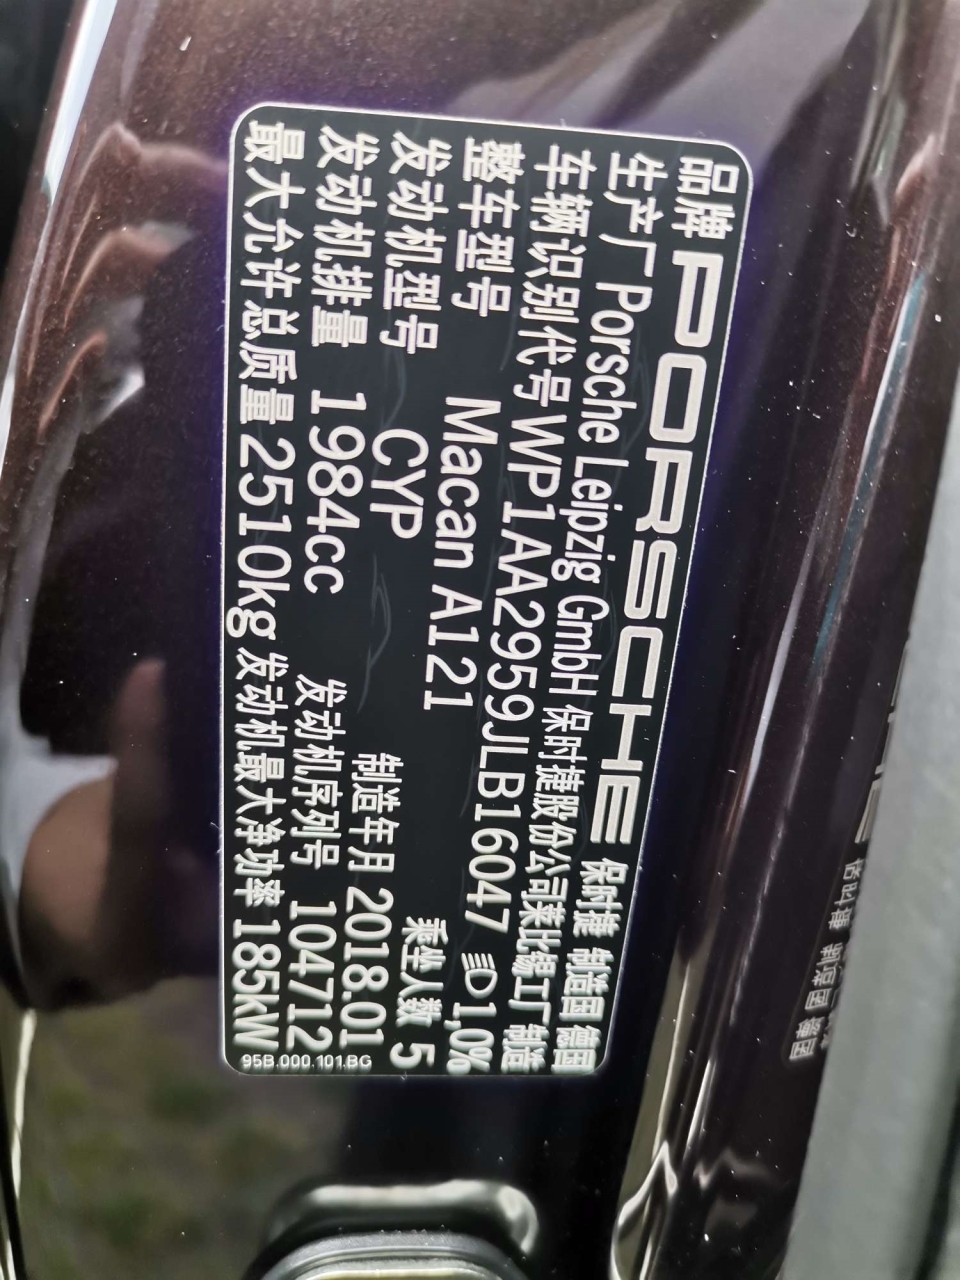 品牌 PORSCHE 保时捷 制造国 德国
生产厂 Porsche Leipzig GmbH 保时捷股份公司莱比锡工厂 制造
车辆识别代号 WP1AA2959JLB16047 1,0%
整车型号 Macan A121 乘坐人数 5
发动机型号 CYP 制造年月 2018.01
发动机排量 1984cc 发动机序列号 104712
最大允许总质量 2510kg 发动机最大净功率 185kW
95B.000.101.BG